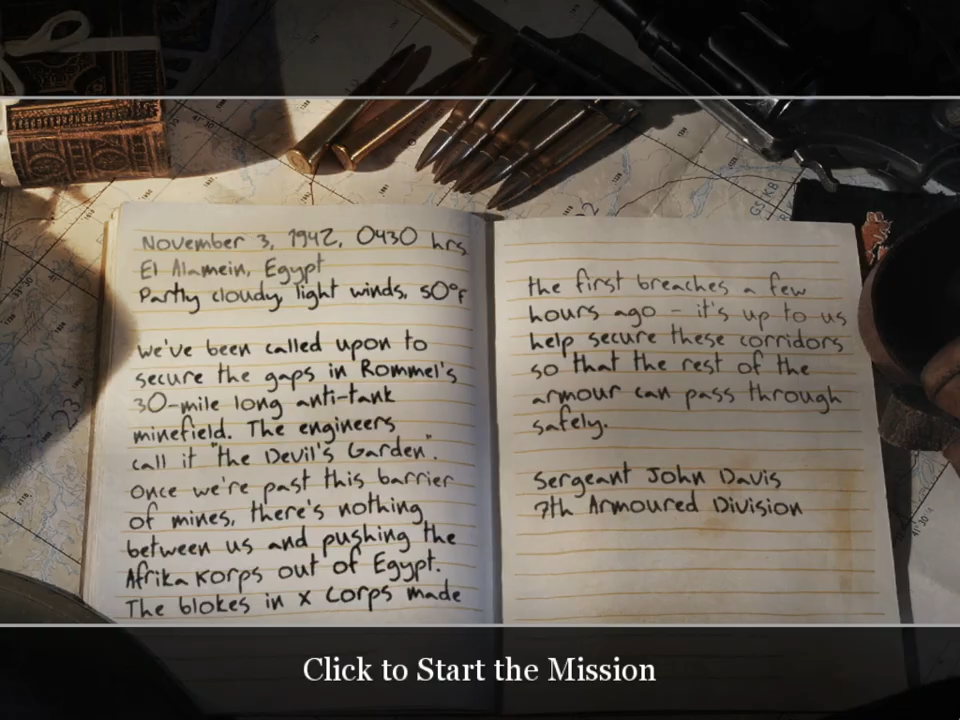 November 3, 1942, 0430 hrs
El Alamein, Egypt
Partly cloudy, light winds, 50°F
We've been called upon to
secure the gaps in Rommel's
30-mile long anti-tank
minefield. The engineers
call it "the Devil's Garden".
Once we're past this barrier
of mines, there's nothing
between us and pushing the
Afrika Korps out of Egypt.
The blokes in X Corps made
the first breaches a few
hours ago - it's up to us
help secure these corridors
so that the rest of the
armour can pass through
safely.
Sergeant John Davis
7th Armoured Division
Click to Start the Mission